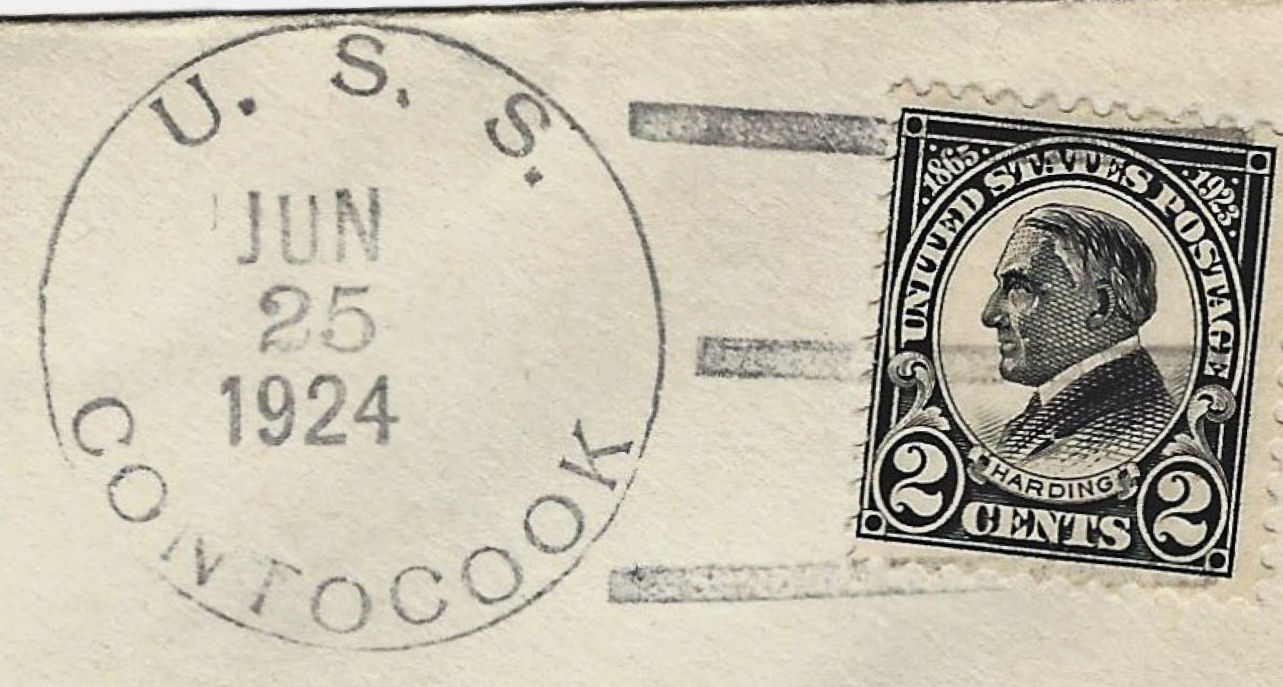 U. S. S.
JUN
25
1924
CONTOCOOK
1865 1923
UNITED STATES POSTAGE
HARDING
2 CENTS 2